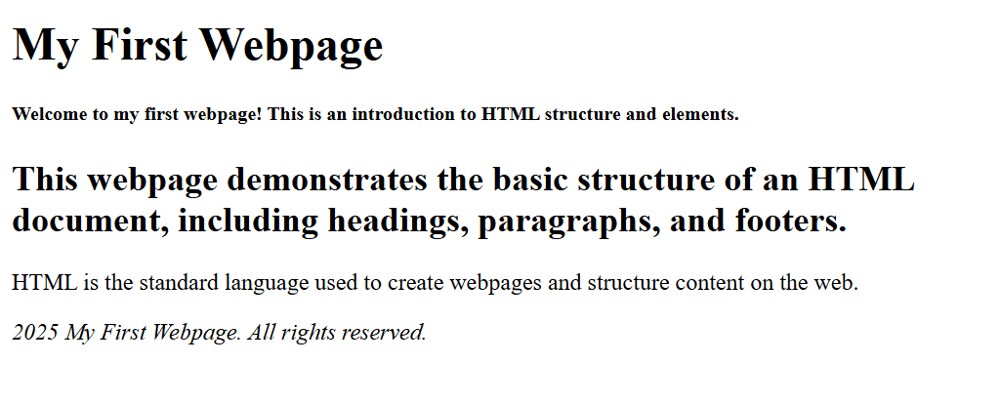 My First Webpage
Welcome to my first webpage! This is an introduction to HTML structure and elements.
This webpage demonstrates the basic structure of an HTML
document, including headings, paragraphs, and footers.
HTML is the standard language used to create webpages and structure content on the web.
2025 My First Webpage. All rights reserved.